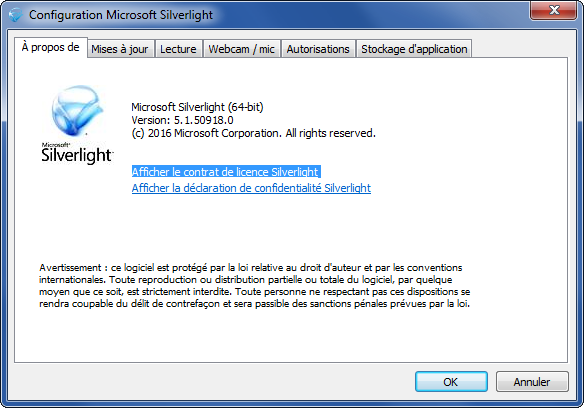 Configuration Microsoft Silverlight
À propos de
Mises à jour
Lecture
Webcam / mic
Autorisations
Stockage d'application
Microsoft®
Silverlight™
Microsoft Silverlight (64-bit)
Version: 5.1.50918.0
(c) 2016 Microsoft Corporation. All rights reserved.
Afficher le contrat de licence Silverlight
Afficher la déclaration de confidentialité Silverlight
Avertissement : ce logiciel est protégé par la loi relative au droit d'auteur et par les conventions
internationales. Toute reproduction ou distribution partielle ou totale du logiciel, par quelque
moyen que ce soit, est strictement interdite. Toute personne ne respectant pas ces dispositions se
rendra coupable du délit de contrefaçon et sera passible des sanctions pénales prévues par la loi.
OK
Annuler